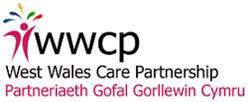 wwcp
West Wales Care Partnership
Partneriaeth Gofal Gorllewin Cymru